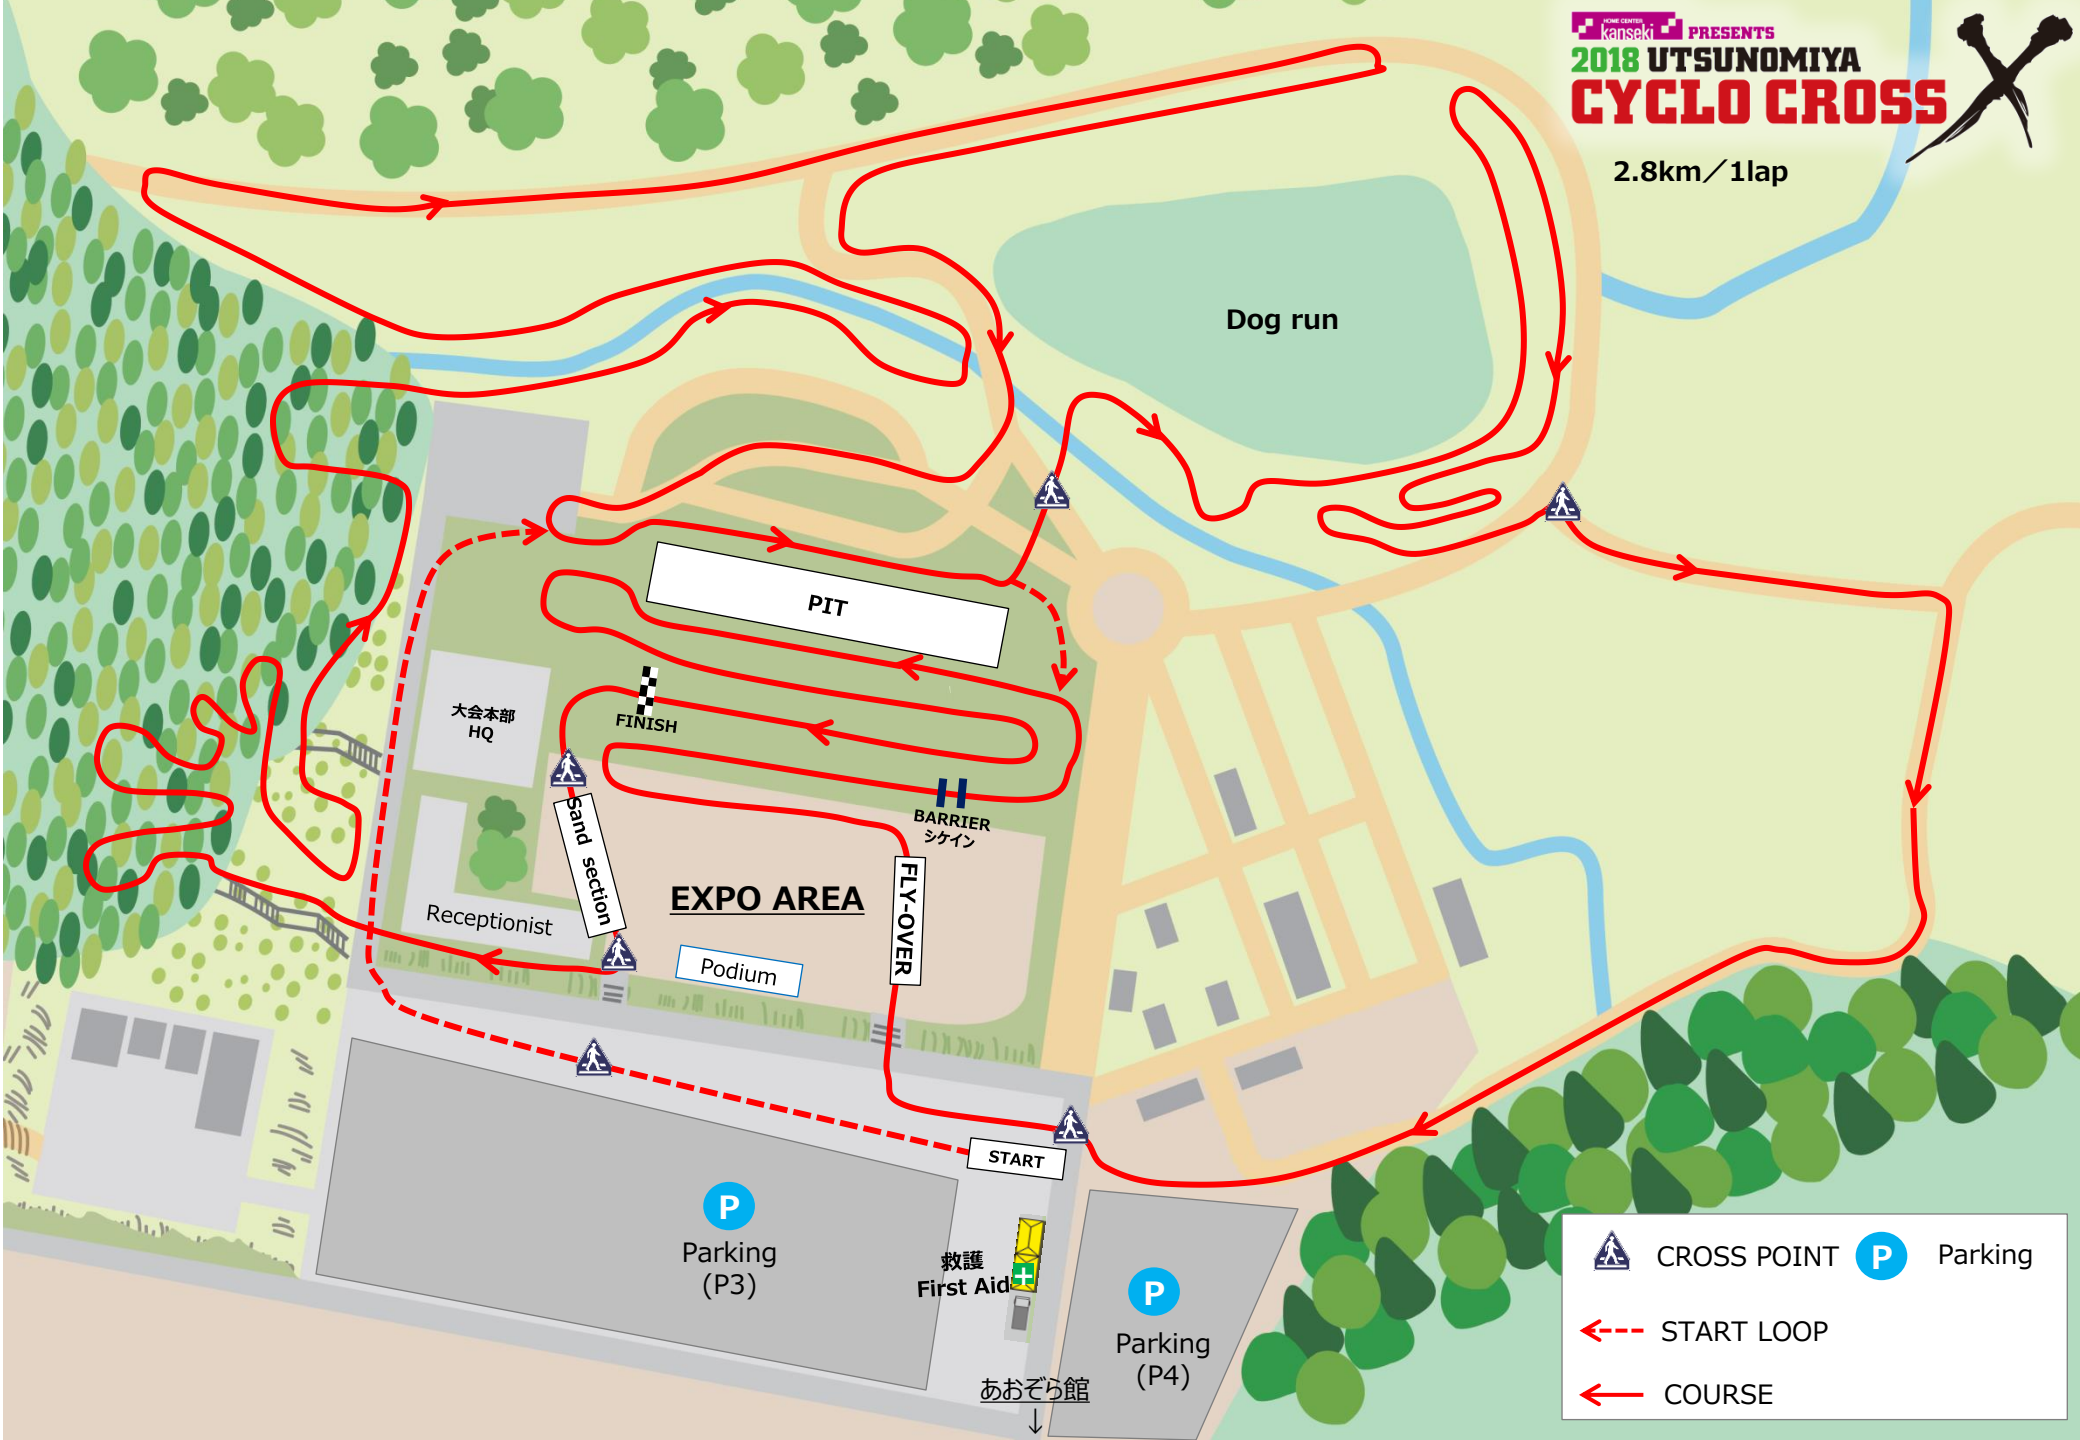 HOME CENTER
kanseki PRESENTS
2018 UTSUNOMIYA
CYCLO CROSS
2.8km／1lap
Dog run
PIT
大会本部
HQ
FINISH
BARRIER
シケイン
Sand section
FLY-OVER
EXPO AREA
Receptionist
Podium
START
P
Parking
(P3)
救護
First Aid
P
Parking
(P4)
あおぞら館
↓
CROSS POINT P Parking
START LOOP
COURSE